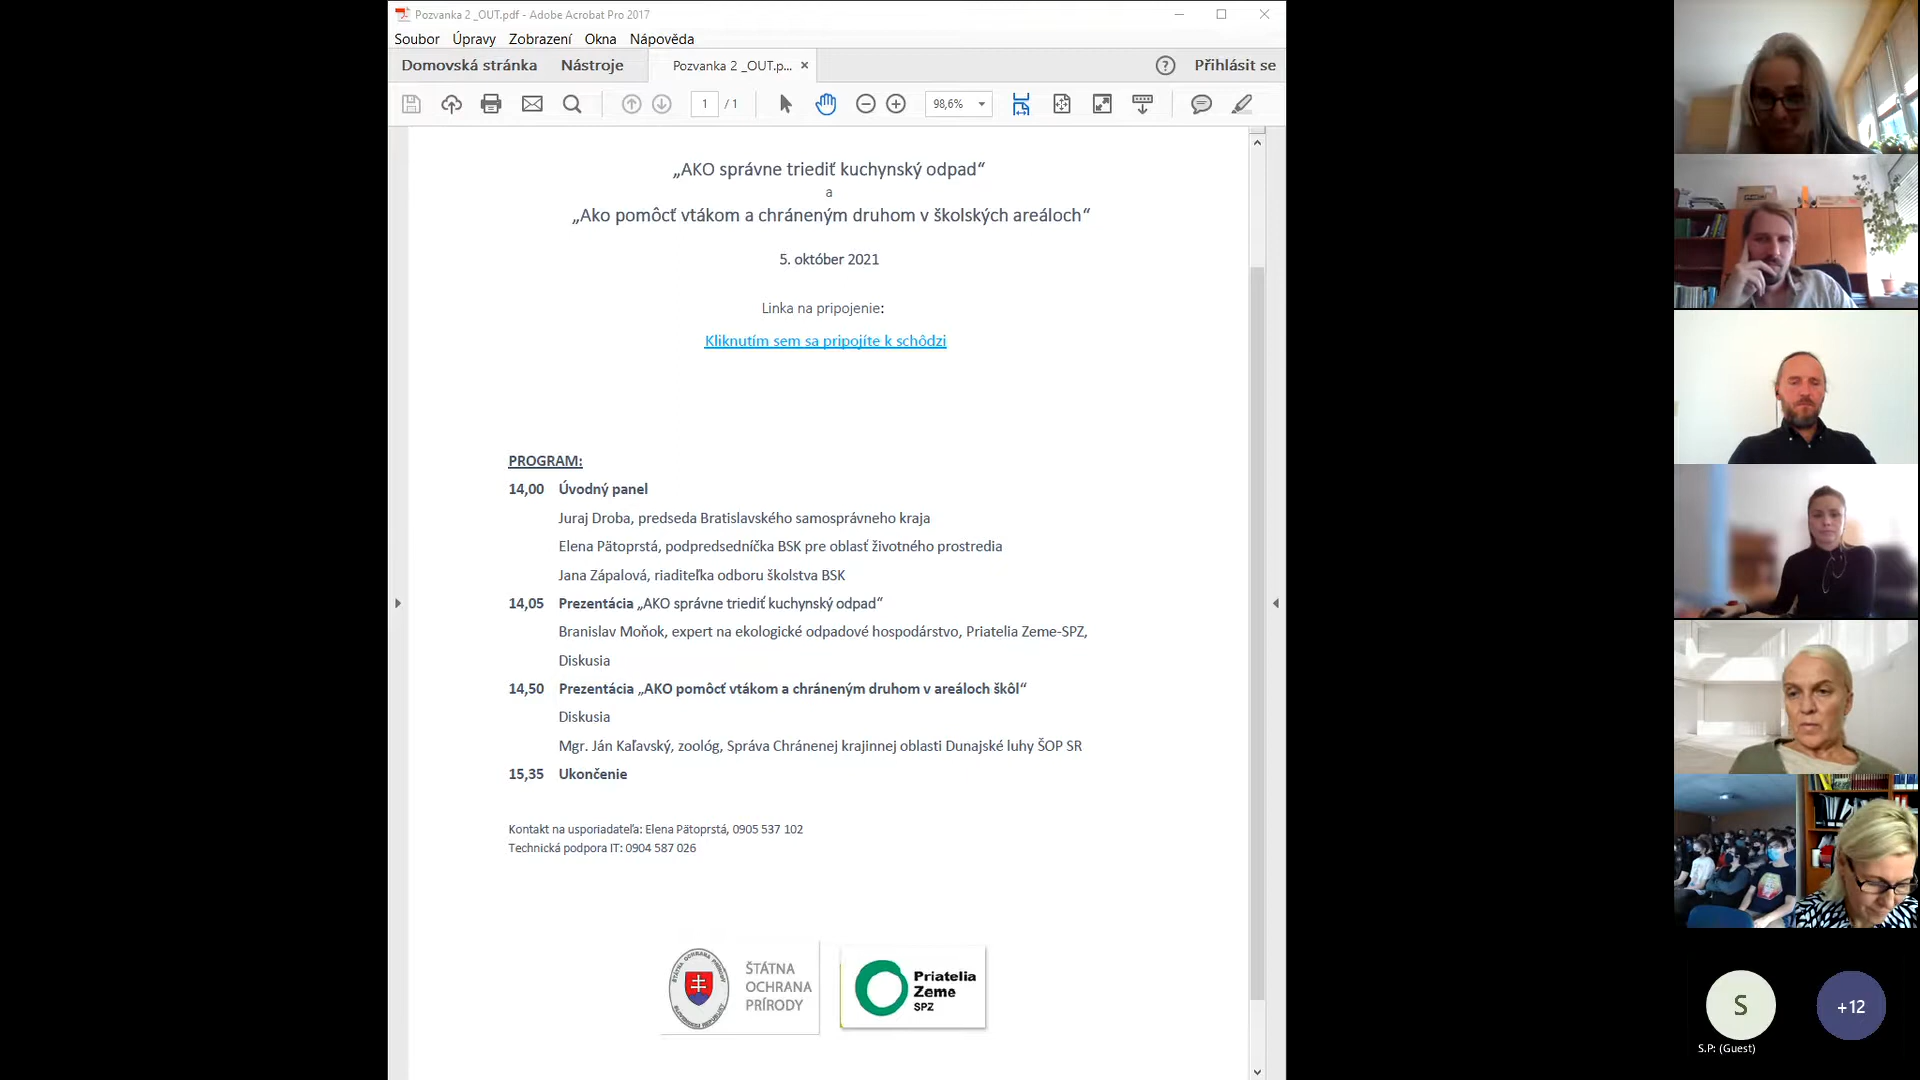 Pozvanka 2 _OUT.pdf - Adobe Acrobat Pro 2017
Soubor Úpravy Zobrazení Okna Nápověda
Domovská stránka Nástroje Pozvanka 2 _OUT.p... × Přihlásit se
1 / 1 98,6%
„AKO správne triediť kuchynský odpad“
a
„Ako pomôcť vtákom a chráneným druhom v školských areáloch“
5. október 2021
Linka na pripojenie:
Kliknutím sem sa pripojíte k schôdzi
PROGRAM:
14,00 Úvodný panel
Juraj Droba, predseda Bratislavského samosprávneho kraja
Elena Pätoprstá, podpredsedníčka BSK pre oblasť životného prostredia
Jana Zápalová, riaditeľka odboru školstva BSK
14,05 Prezentácia „AKO správne triediť kuchynský odpad“
Branislav Moňok, expert na ekologické odpadové hospodárstvo, Priatelia Zeme-SPZ,
Diskusia
14,50 Prezentácia „AKO pomôcť vtákom a chráneným druhom v areáloch škôl“
Diskusia
Mgr. Ján Kaľavský, zoológ, Správa Chránenej krajinnej oblasti Dunajské luhy ŠOP SR
15,35 Ukončenie
Kontakt na usporiadateľa: Elena Pätoprstá, 0905 537 102
Technická podpora IT: 0904 587 026
ŠTÁTNA
OCHRANA
PRÍRODY
Priatelia
Zeme
SPZ
S
+12
S.P: (Guest)